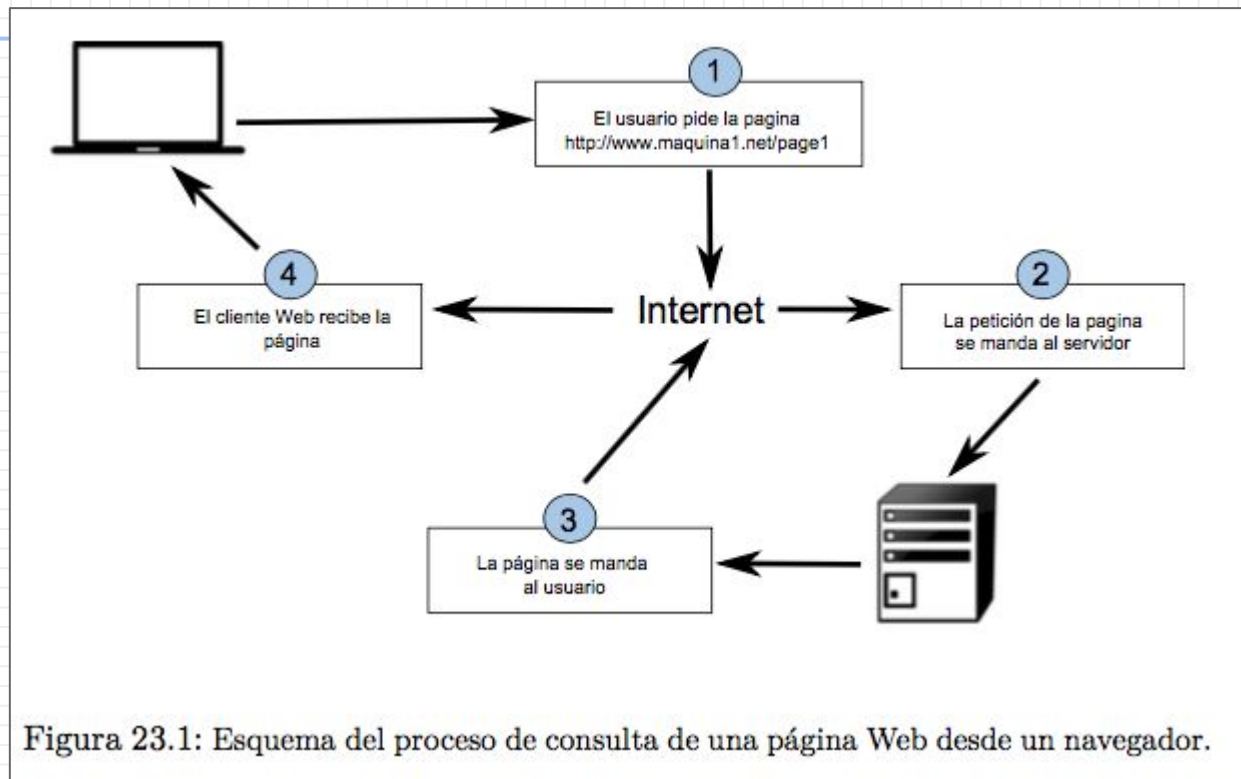 1
El usuario pide la pagina
http://www.maquina1.net/page1
Internet
2
La petición de la pagina
se manda al servidor
3
La página se manda
al usuario
4
El cliente Web recibe la
página
Figura 23.1: Esquema del proceso de consulta de una página Web desde un navegador.